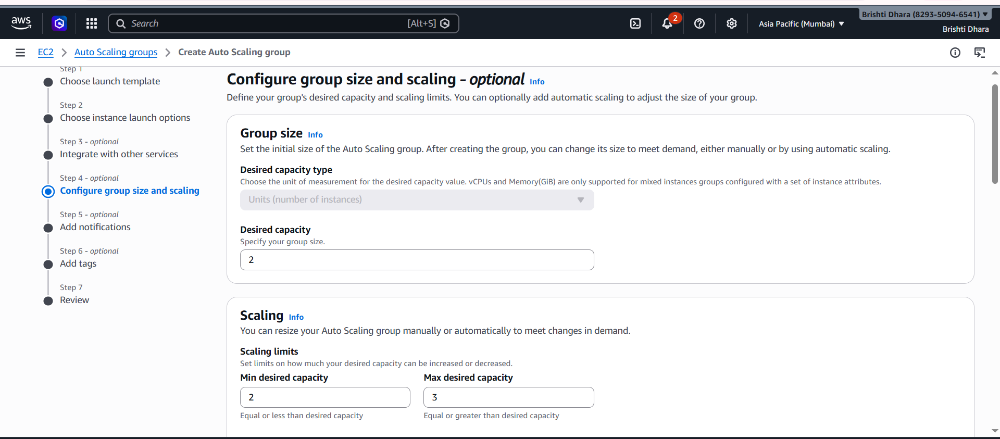 aws
Search
[Alt+S]
2
Asia Pacific (Mumbai)
Brishti Dhara (8293-5094-6541)
Brishti Dhara
EC2
Auto Scaling groups
Create Auto Scaling group
Step 1
Choose launch template
Step 2
Choose instance launch options
Step 3 - optional
Integrate with other services
Step 4 - optional
Configure group size and scaling
Step 5 - optional
Add notifications
Step 6 - optional
Add tags
Step 7
Review
Configure group size and scaling - optional Info
Define your group's desired capacity and scaling limits. You can optionally add automatic scaling to adjust the size of your group.
Group size Info
Set the initial size of the Auto Scaling group. After creating the group, you can change its size to meet demand, either manually or by using automatic scaling.
Desired capacity type
Choose the unit of measurement for the desired capacity value. vCPUs and Memory(GiB) are only supported for mixed instances groups configured with a set of instance attributes.
Units (number of instances)
Desired capacity
Specify your group size.
2
Scaling Info
You can resize your Auto Scaling group manually or automatically to meet changes in demand.
Scaling limits
Set limits on how much your desired capacity can be increased or decreased.
Min desired capacity
2
Equal or less than desired capacity
Max desired capacity
3
Equal or greater than desired capacity